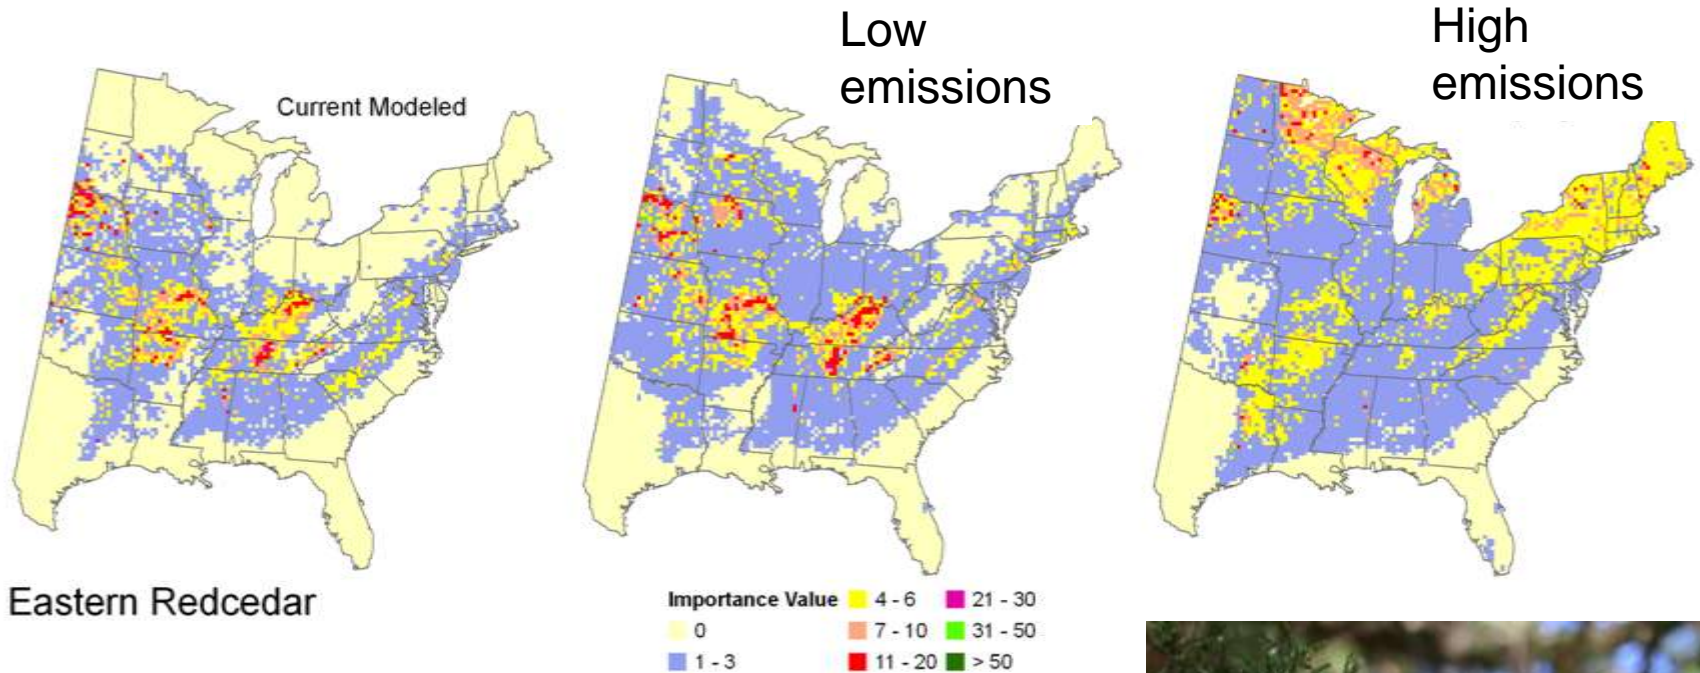 Low
emissions
High
emissions
Current Modeled
Eastern Redcedar
Importance Value
0
1 - 3
4 - 6
7 - 10
11 - 20
21 - 30
31 - 50
> 50